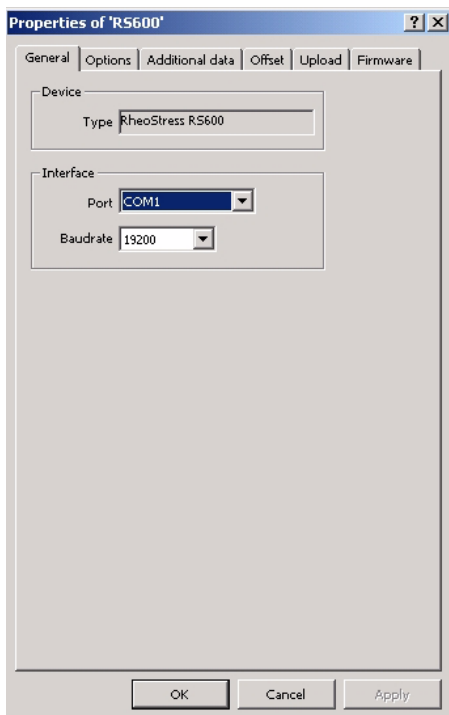 Properties of 'RS600'
General Options Additional data Offset Upload Firmware
Device
Type RheoStress RS600
Interface
Port COM1
Baudrate 19200
OK Cancel Apply